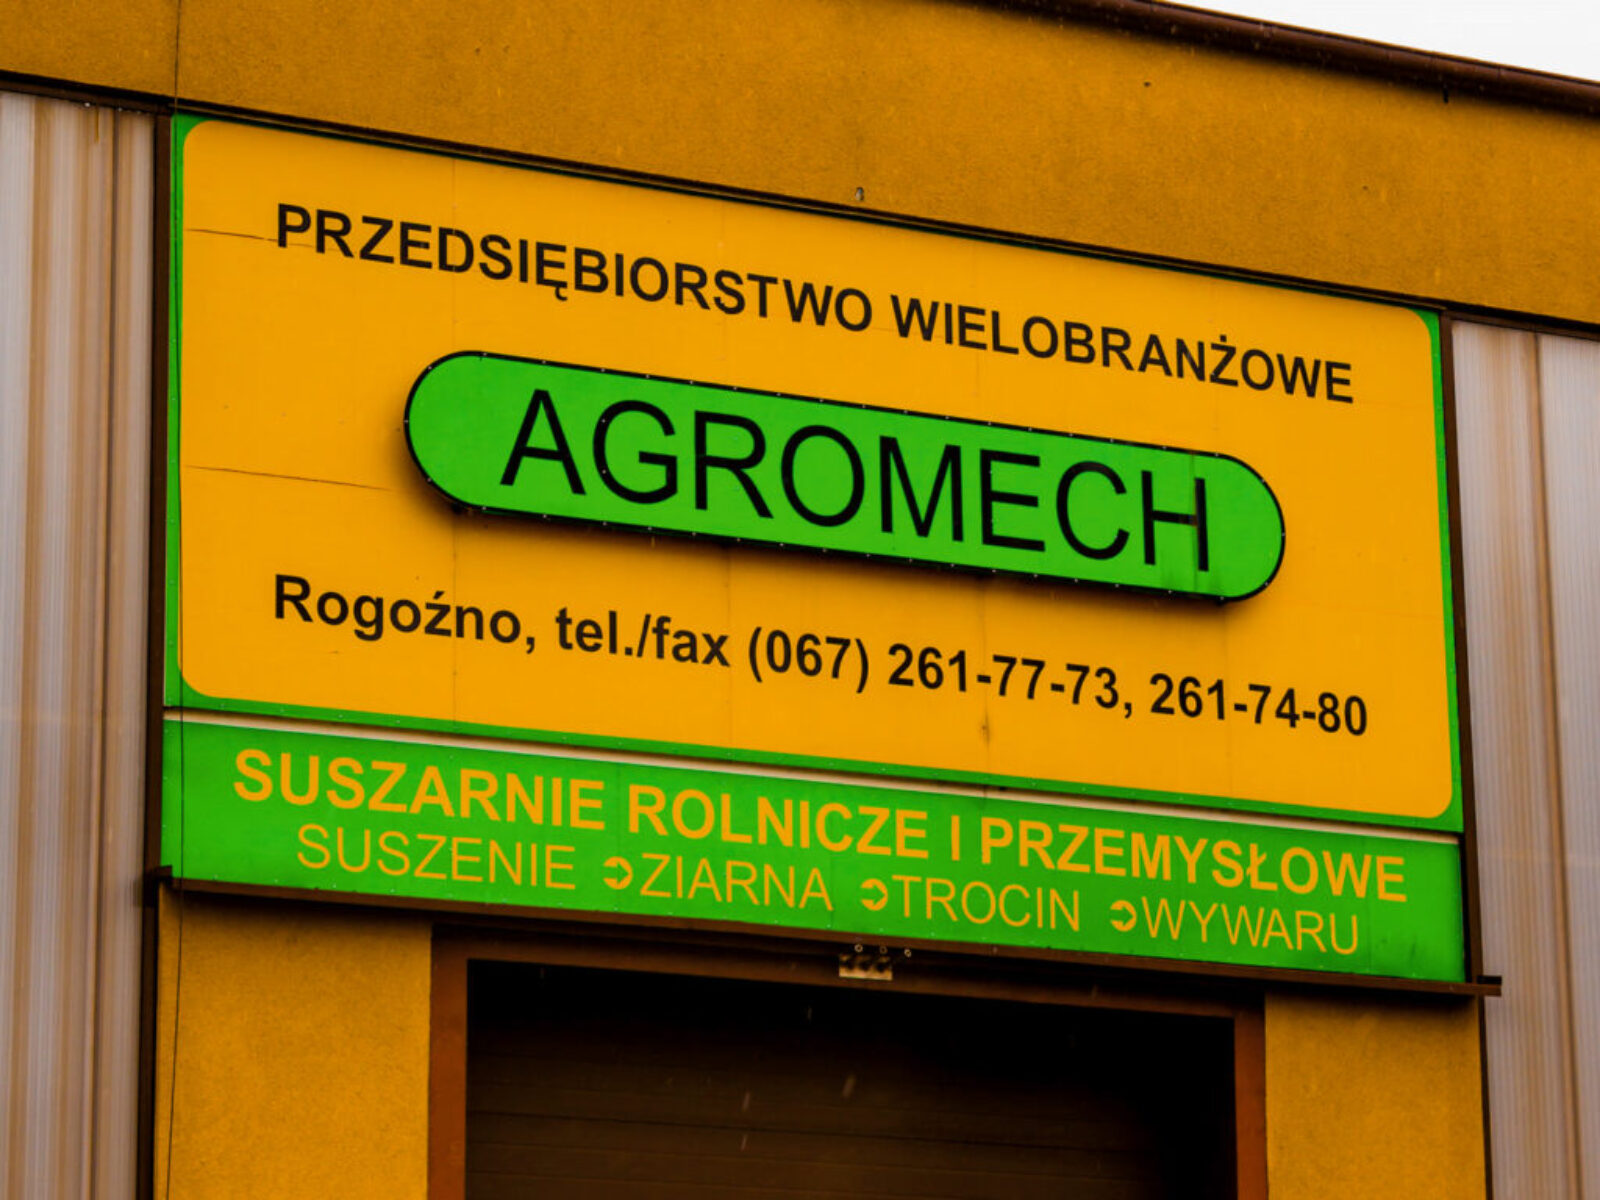 PRZEDSIĘBIORSTWO WIELOBRANŻOWE
AGROMECH
Rogoźno, tel./fax (067) 261-77-73, 261-74-80
SUSZARNIE ROLNICZE I PRZEMYSŁOWE
SUSZENIE ➲ZIARNA ➲TROCIN ➲WYWARU